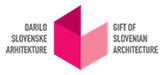 DARILO
SLOVENSKE
ARHITEKTURE
GIFT OF
SLOVENIAN
ARCHITECTURE